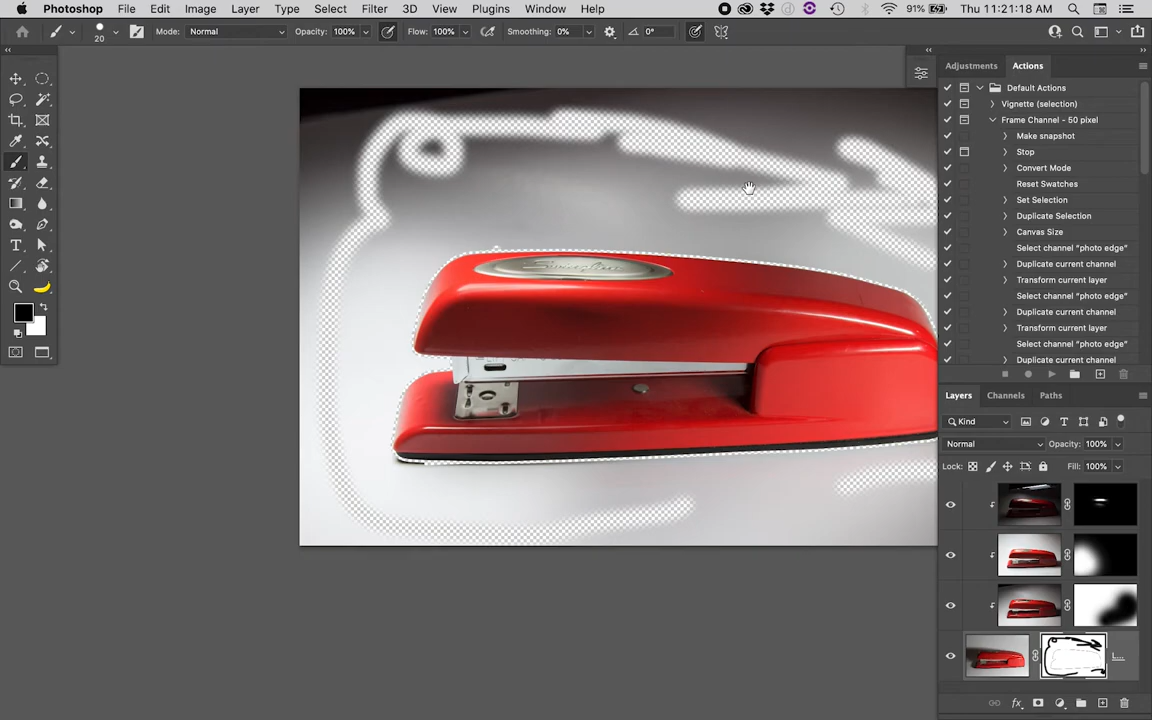 Photoshop File Edit Image Layer Type Select Filter 3D View Plugins Window Help 91% Thu 11:21:18 AM
20 Mode: Normal Opacity: 100% Flow: 100% Smoothing: 0% 0°
Adjustments Actions
Default Actions
Vignette (selection)
Frame Channel - 50 pixel
Make snapshot
Stop
Convert Mode
Reset Swatches
Set Selection
Duplicate Selection
Canvas Size
Select channel "photo edge"
Duplicate current channel
Transform current layer
Select channel "photo edge"
Duplicate current channel
Transform current layer
Select channel "photo edge"
Duplicate current channel
Layers Channels Paths
Kind
Normal Opacity: 100%
Lock: Fill: 100%
L...
Swingline